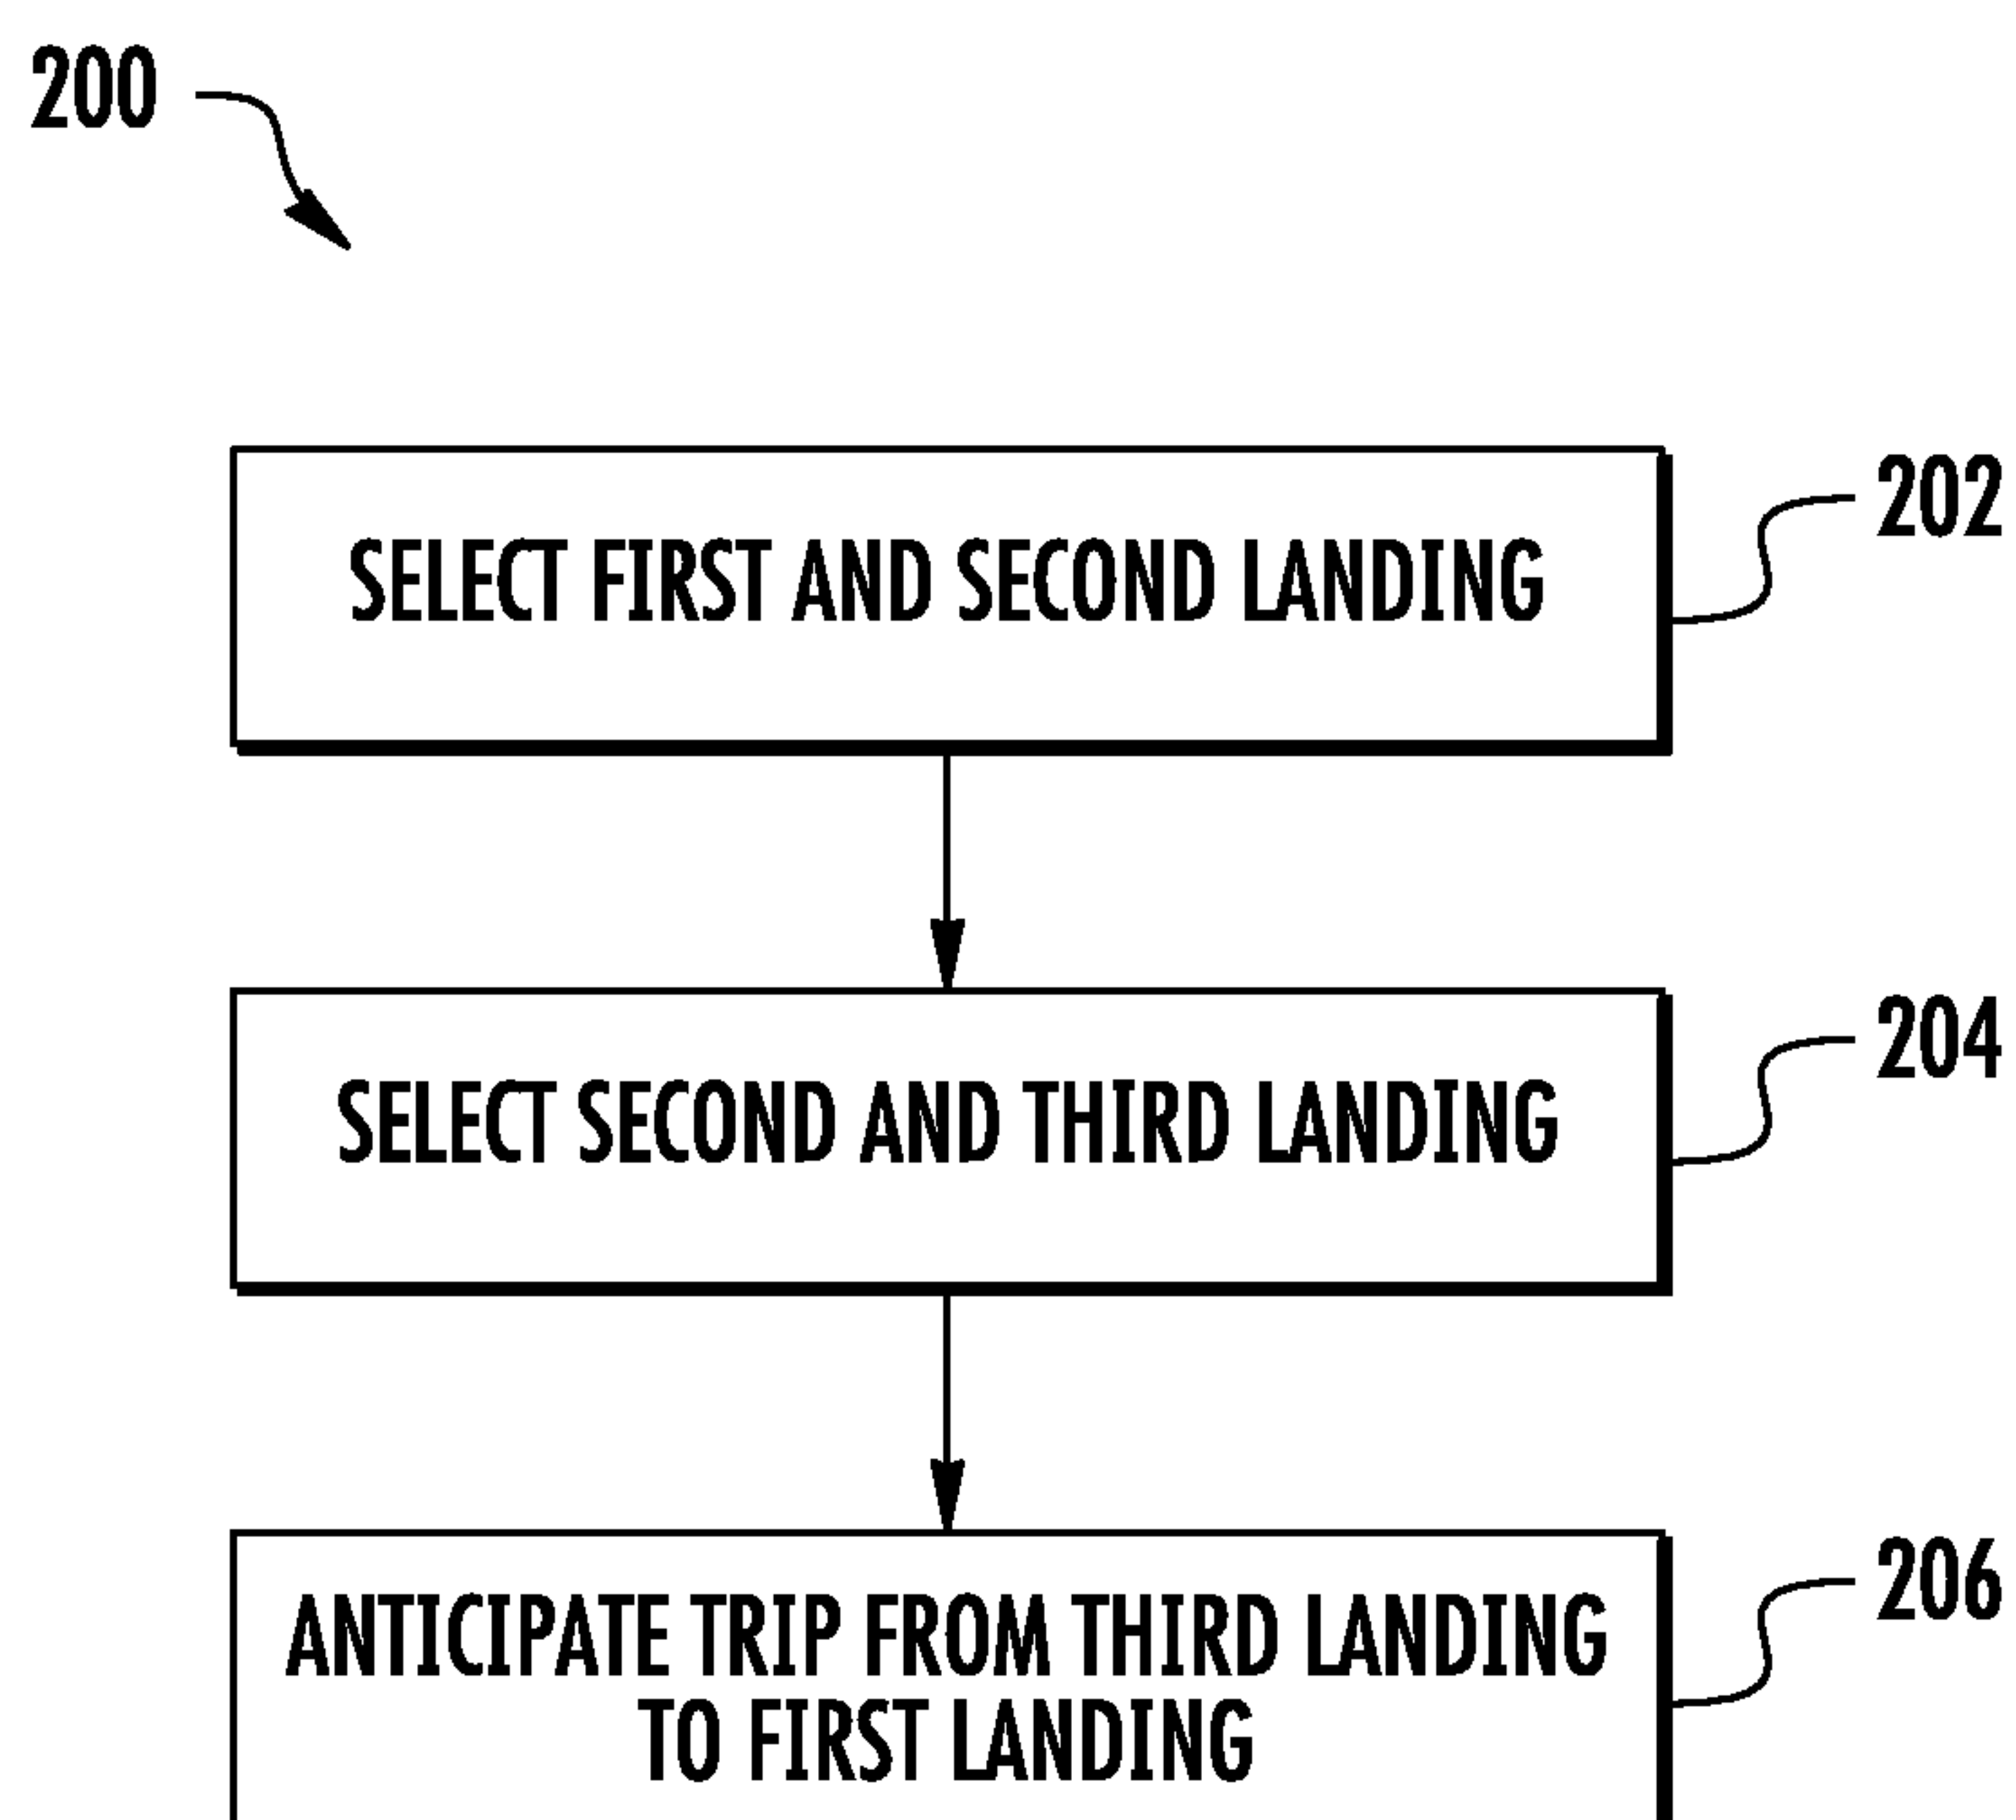 200
SELECT FIRST AND SECOND LANDING
202
SELECT SECOND AND THIRD LANDING
204
ANTICIPATE TRIP FROM THIRD LANDING
TO FIRST LANDING
206